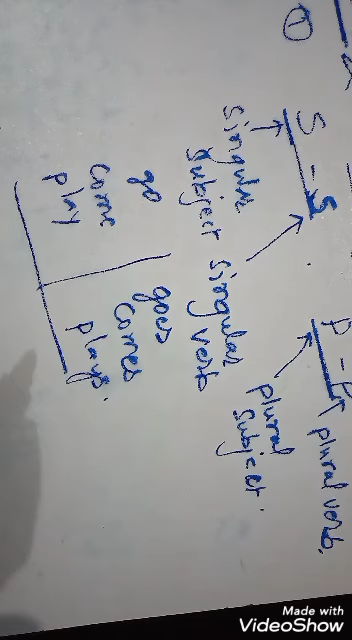 ①
S - S P - P
plural verb.
singular
subject
singular
verb
plural
subject.
go goes
come comes
play plays.
Made with
VideoShow